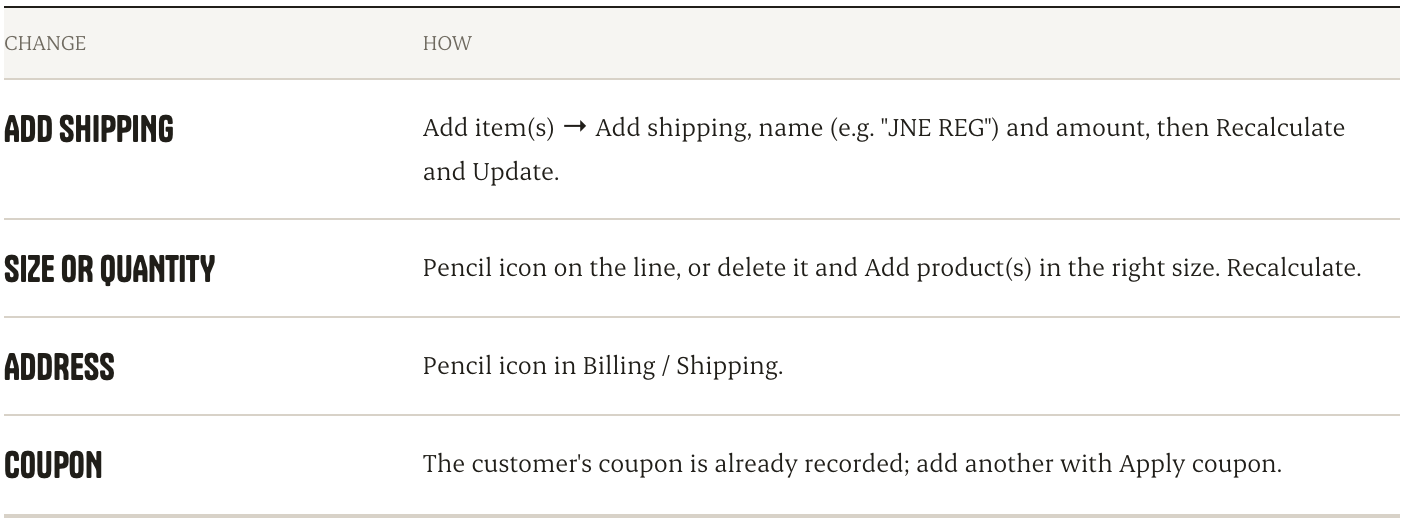 CHANGE
HOW
ADD SHIPPING
Add item(s) → Add shipping, name (e.g. "JNE REG") and amount, then Recalculate
and Update.
SIZE OR QUANTITY
Pencil icon on the line, or delete it and Add product(s) in the right size. Recalculate.
ADDRESS
Pencil icon in Billing / Shipping.
COUPON
The customer's coupon is already recorded; add another with Apply coupon.